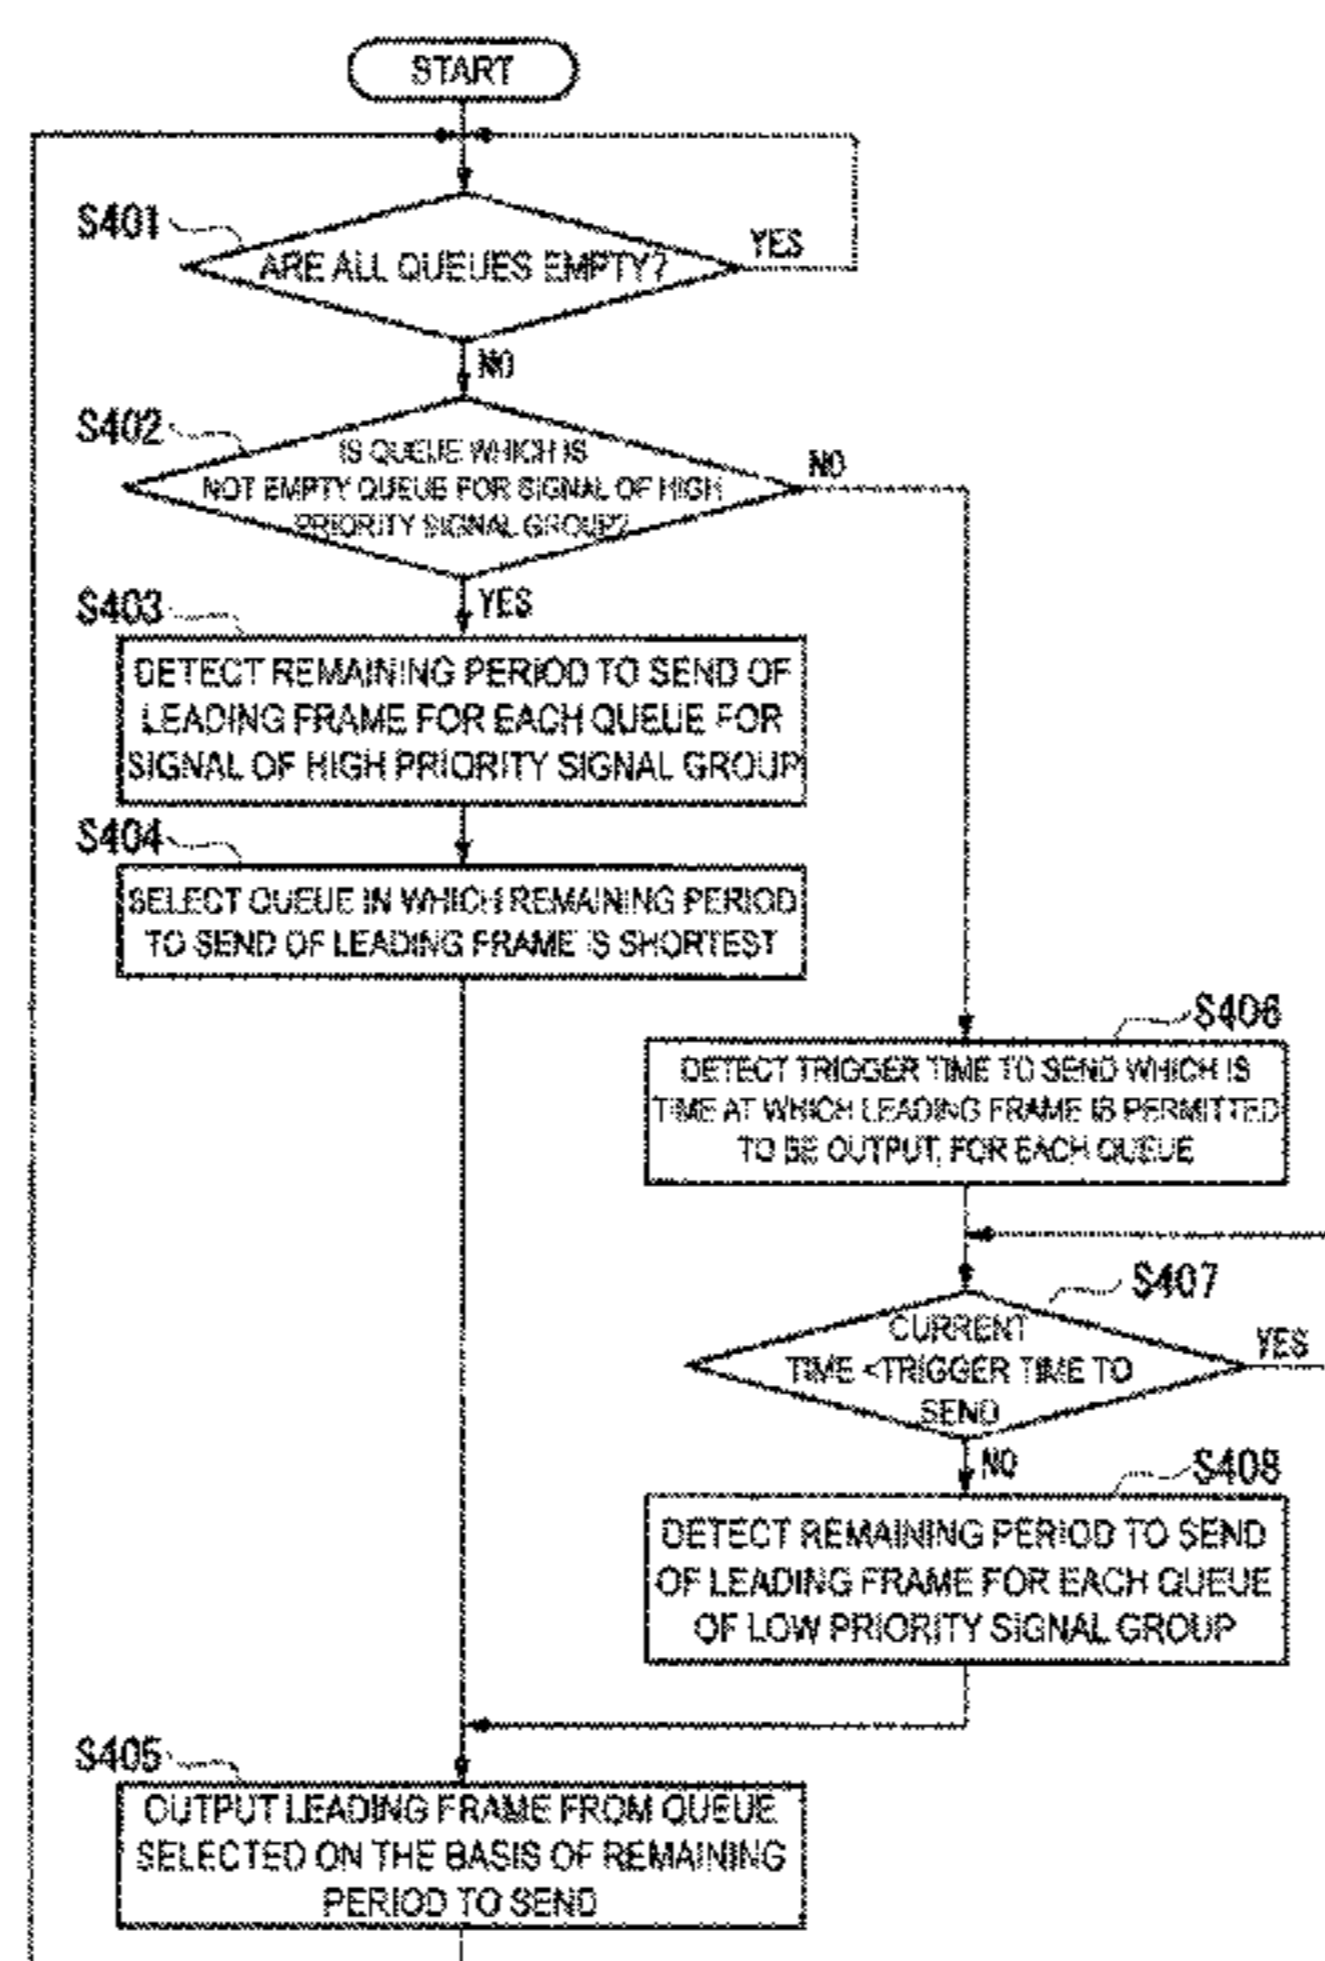 START
S401
ARE ALL QUEUES EMPTY?
YES
NO
S402
IS QUEUE WHICH IS
NOT EMPTY QUEUE FOR SIGNAL OF HIGH
PRIORITY SIGNAL GROUP?
NO
YES
S403
DETECT REMAINING PERIOD TO SEND OF
LEADING FRAME FOR EACH QUEUE FOR
SIGNAL OF HIGH PRIORITY SIGNAL GROUP
S404
SELECT QUEUE IN WHICH REMAINING PERIOD
TO SEND OF LEADING FRAME IS SHORTEST
S406
DETECT TRIGGER TIME TO SEND WHICH IS
TIME AT WHICH LEADING FRAME IS PERMITTED
TO BE OUTPUT, FOR EACH QUEUE
S407
CURRENT
TIME <TRIGGER TIME TO
SEND
YES
NO
S408
DETECT REMAINING PERIOD TO SEND
OF LEADING FRAME FOR EACH QUEUE
OF LOW PRIORITY SIGNAL GROUP
S405
OUTPUT LEADING FRAME FROM QUEUE
SELECTED ON THE BASIS OF REMAINING
PERIOD TO SEND